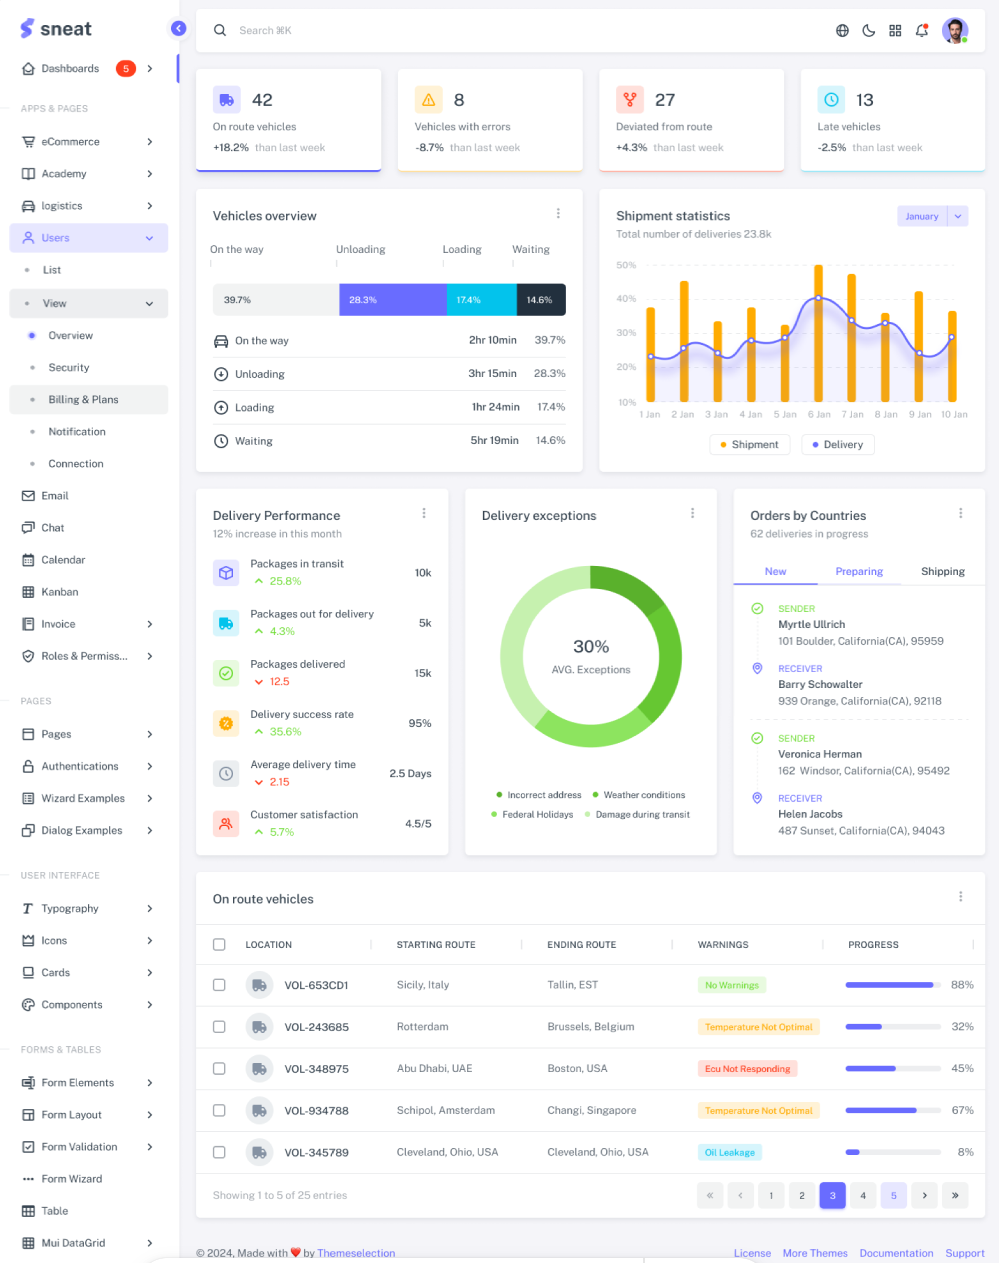 sneat
Dashboards 5
APPS & PAGES
eCommerce
Academy
logistics
Users
List
View
Overview
Security
Billing & Plans
Notification
Connection
Email
Chat
Calendar
Kanban
Invoice
Roles & Permiss...
PAGES
Pages
Authentications
Wizard Examples
Dialog Examples
USER INTERFACE
Typography
Icons
Cards
Components
FORMS & TABLES
Form Elements
Form Layout
Form Validation
Form Wizard
Table
Mui DataGrid
Search ⌘K
42
On route vehicles
+18.2% than last week
8
Vehicles with errors
-8.7% than last week
27
Deviated from route
+4.3% than last week
13
Late vehicles
-2.5% than last week
Vehicles overview
On the way Unloading Loading Waiting
39.7% 28.3% 17.4% 14.6%
On the way 2hr 10min 39.7%
Unloading 3hr 15min 28.3%
Loading 1hr 24min 17.4%
Waiting 5hr 19min 14.6%
Shipment statistics
Total number of deliveries 23.8k
January
50%
40%
30%
20%
10%
1 Jan 2 Jan 3 Jan 4 Jan 5 Jan 6 Jan 7 Jan 8 Jan 9 Jan 10 Jan
Shipment Delivery
Delivery Performance
12% increase in this month
Packages in transit
25.8%
10k
Packages out for delivery
4.3%
5k
Packages delivered
12.5
15k
Delivery success rate
35.6%
95%
Average delivery time
2.15
2.5 Days
Customer satisfaction
5.7%
4.5/5
Delivery exceptions
30%
AVG. Exceptions
Incorrect address Weather conditions
Federal Holidays Damage during transit
Orders by Countries
62 deliveries in progress
New Preparing Shipping
SENDER
Myrtle Ullrich
101 Boulder, California(CA), 95959
RECEIVER
Barry Schowalter
939 Orange, California(CA), 92118
SENDER
Veronica Herman
162 Windsor, California(CA), 95492
RECEIVER
Helen Jacobs
487 Sunset, California(CA), 94043
On route vehicles
LOCATION STARTING ROUTE ENDING ROUTE WARNINGS PROGRESS
VOL-653CD1 Sicily, Italy Tallin, EST No Warnings 88%
VOL-243685 Rotterdam Brussels, Belgium Temperature Not Optimal 32%
VOL-348975 Abu Dhabi, UAE Boston, USA Ecu Not Responding 45%
VOL-934788 Schipol, Amsterdam Changi, Singapore Temperature Not Optimal 67%
VOL-345789 Cleveland, Ohio, USA Cleveland, Ohio, USA Oil Leakage 8%
Showing 1 to 5 of 25 entries
« ‹ 1 2 3 4 5 › »
© 2024, Made with ❤ by Themeselection
License More Themes Documentation Support